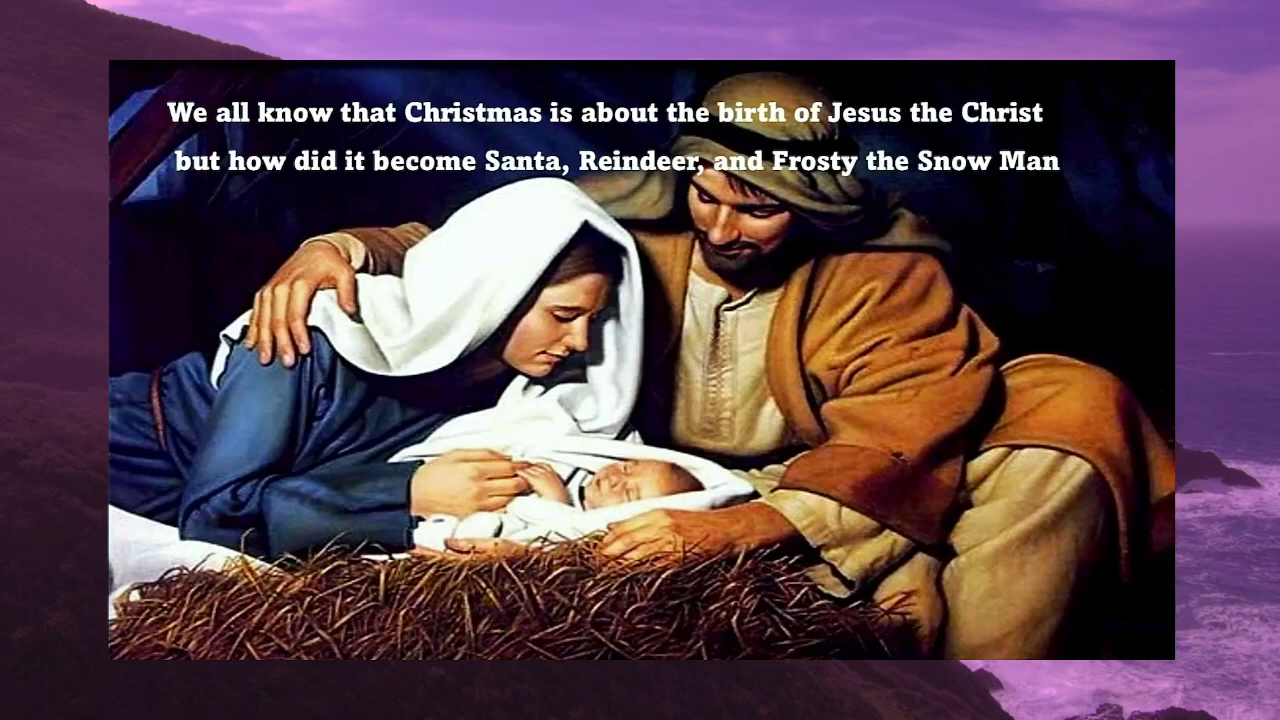 We all know that Christmas is about the birth of Jesus the Christ
but how did it become Santa, Reindeer, and Frosty the Snow Man